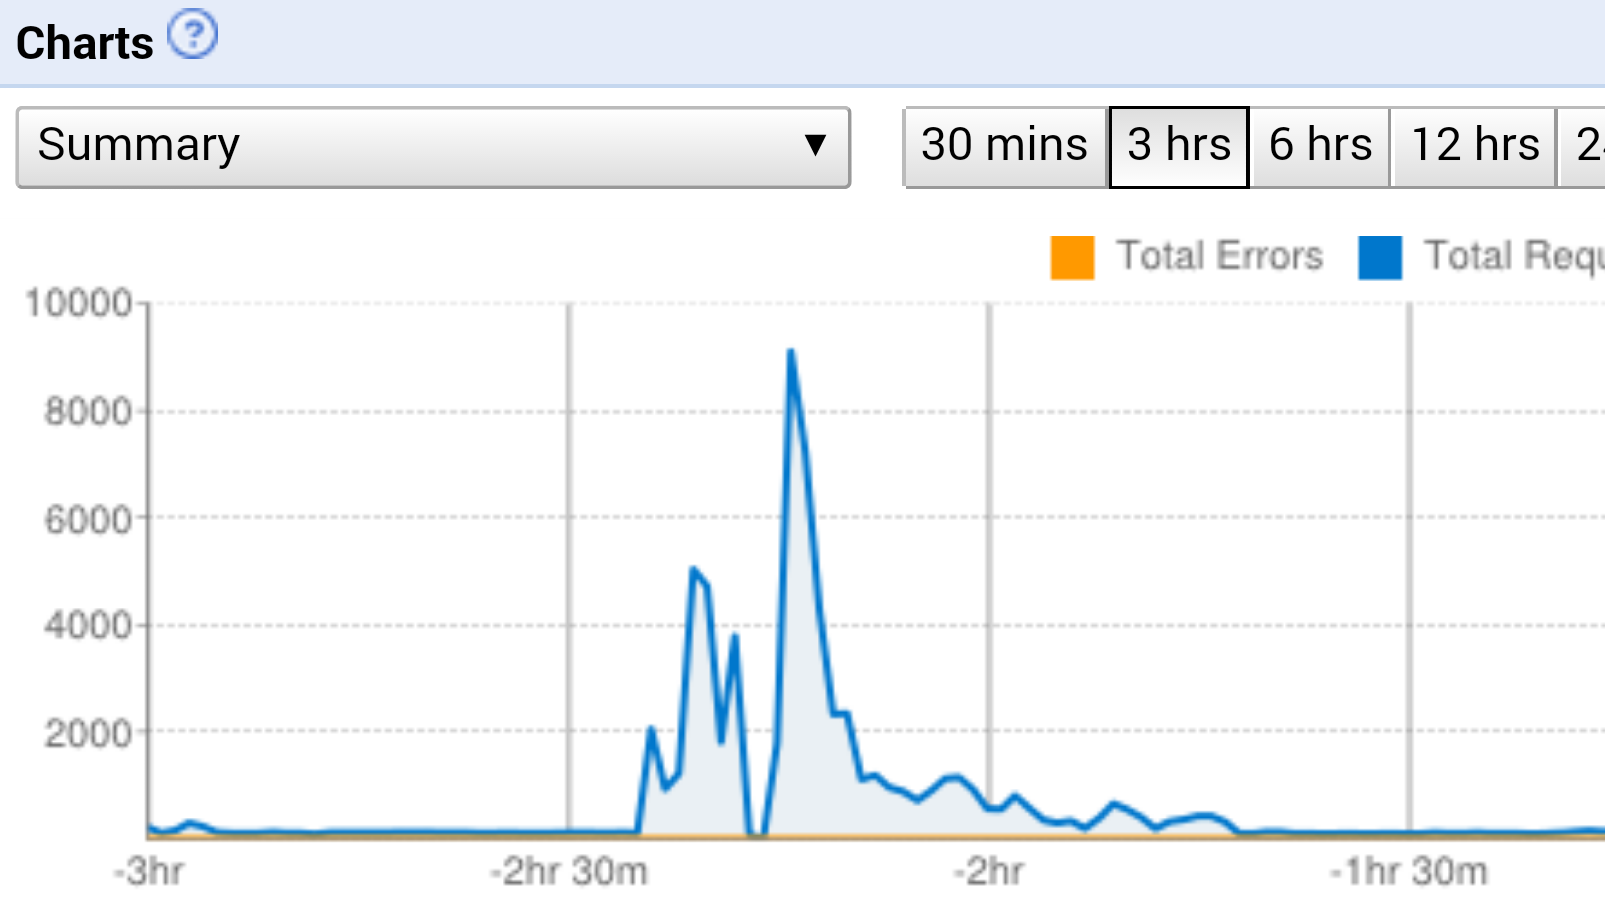 Charts ?
Summary ▼ 30 mins 3 hrs 6 hrs 12 hrs
Total Errors Total
10000
8000
6000
4000
2000
-3hr -2hr 30m -2hr -1hr 30m